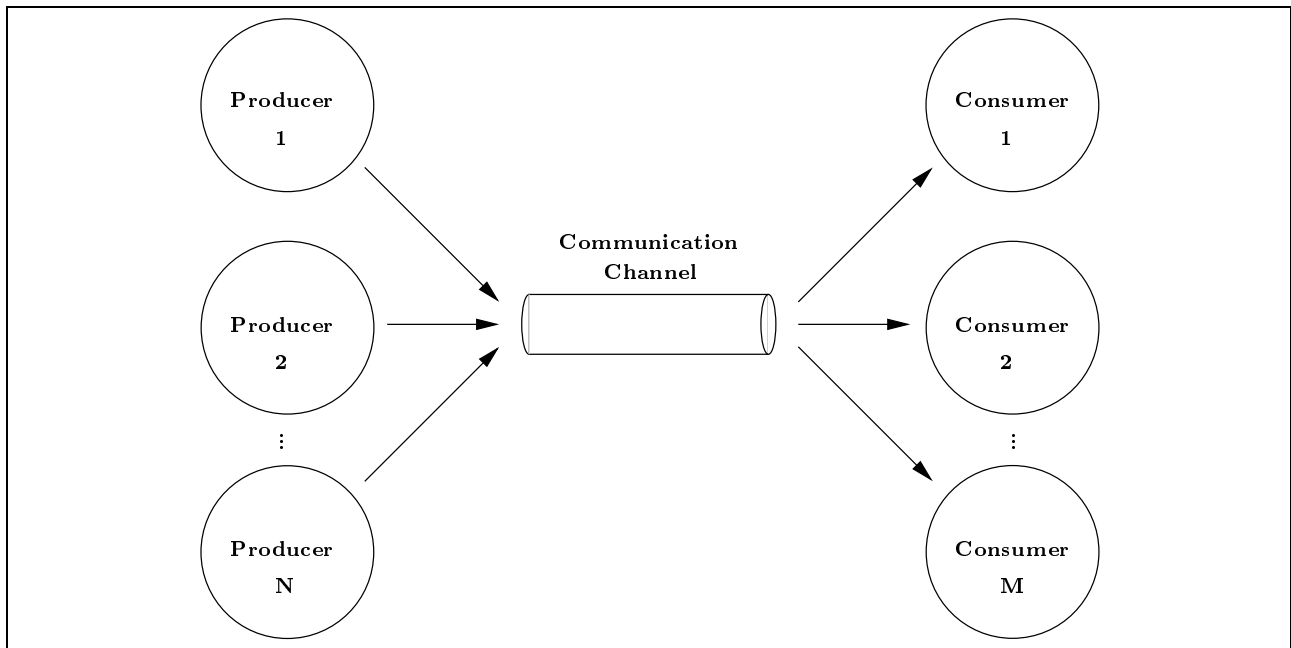 Producer
1
Consumer
1
Communication
Channel
Producer
2
Consumer
2
⋮
⋮
Producer
N
Consumer
M